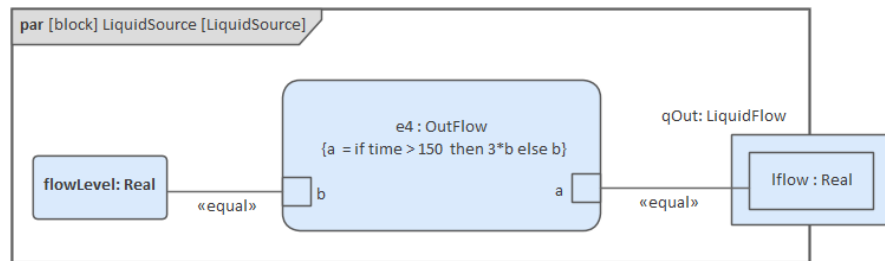 par [block] LiquidSource [LiquidSource]
e4 : OutFlow
{a = if time > 150 then 3*b else b}
qOut: LiquidFlow
flowLevel: Real
«equal»
b
a
«equal»
lflow : Real